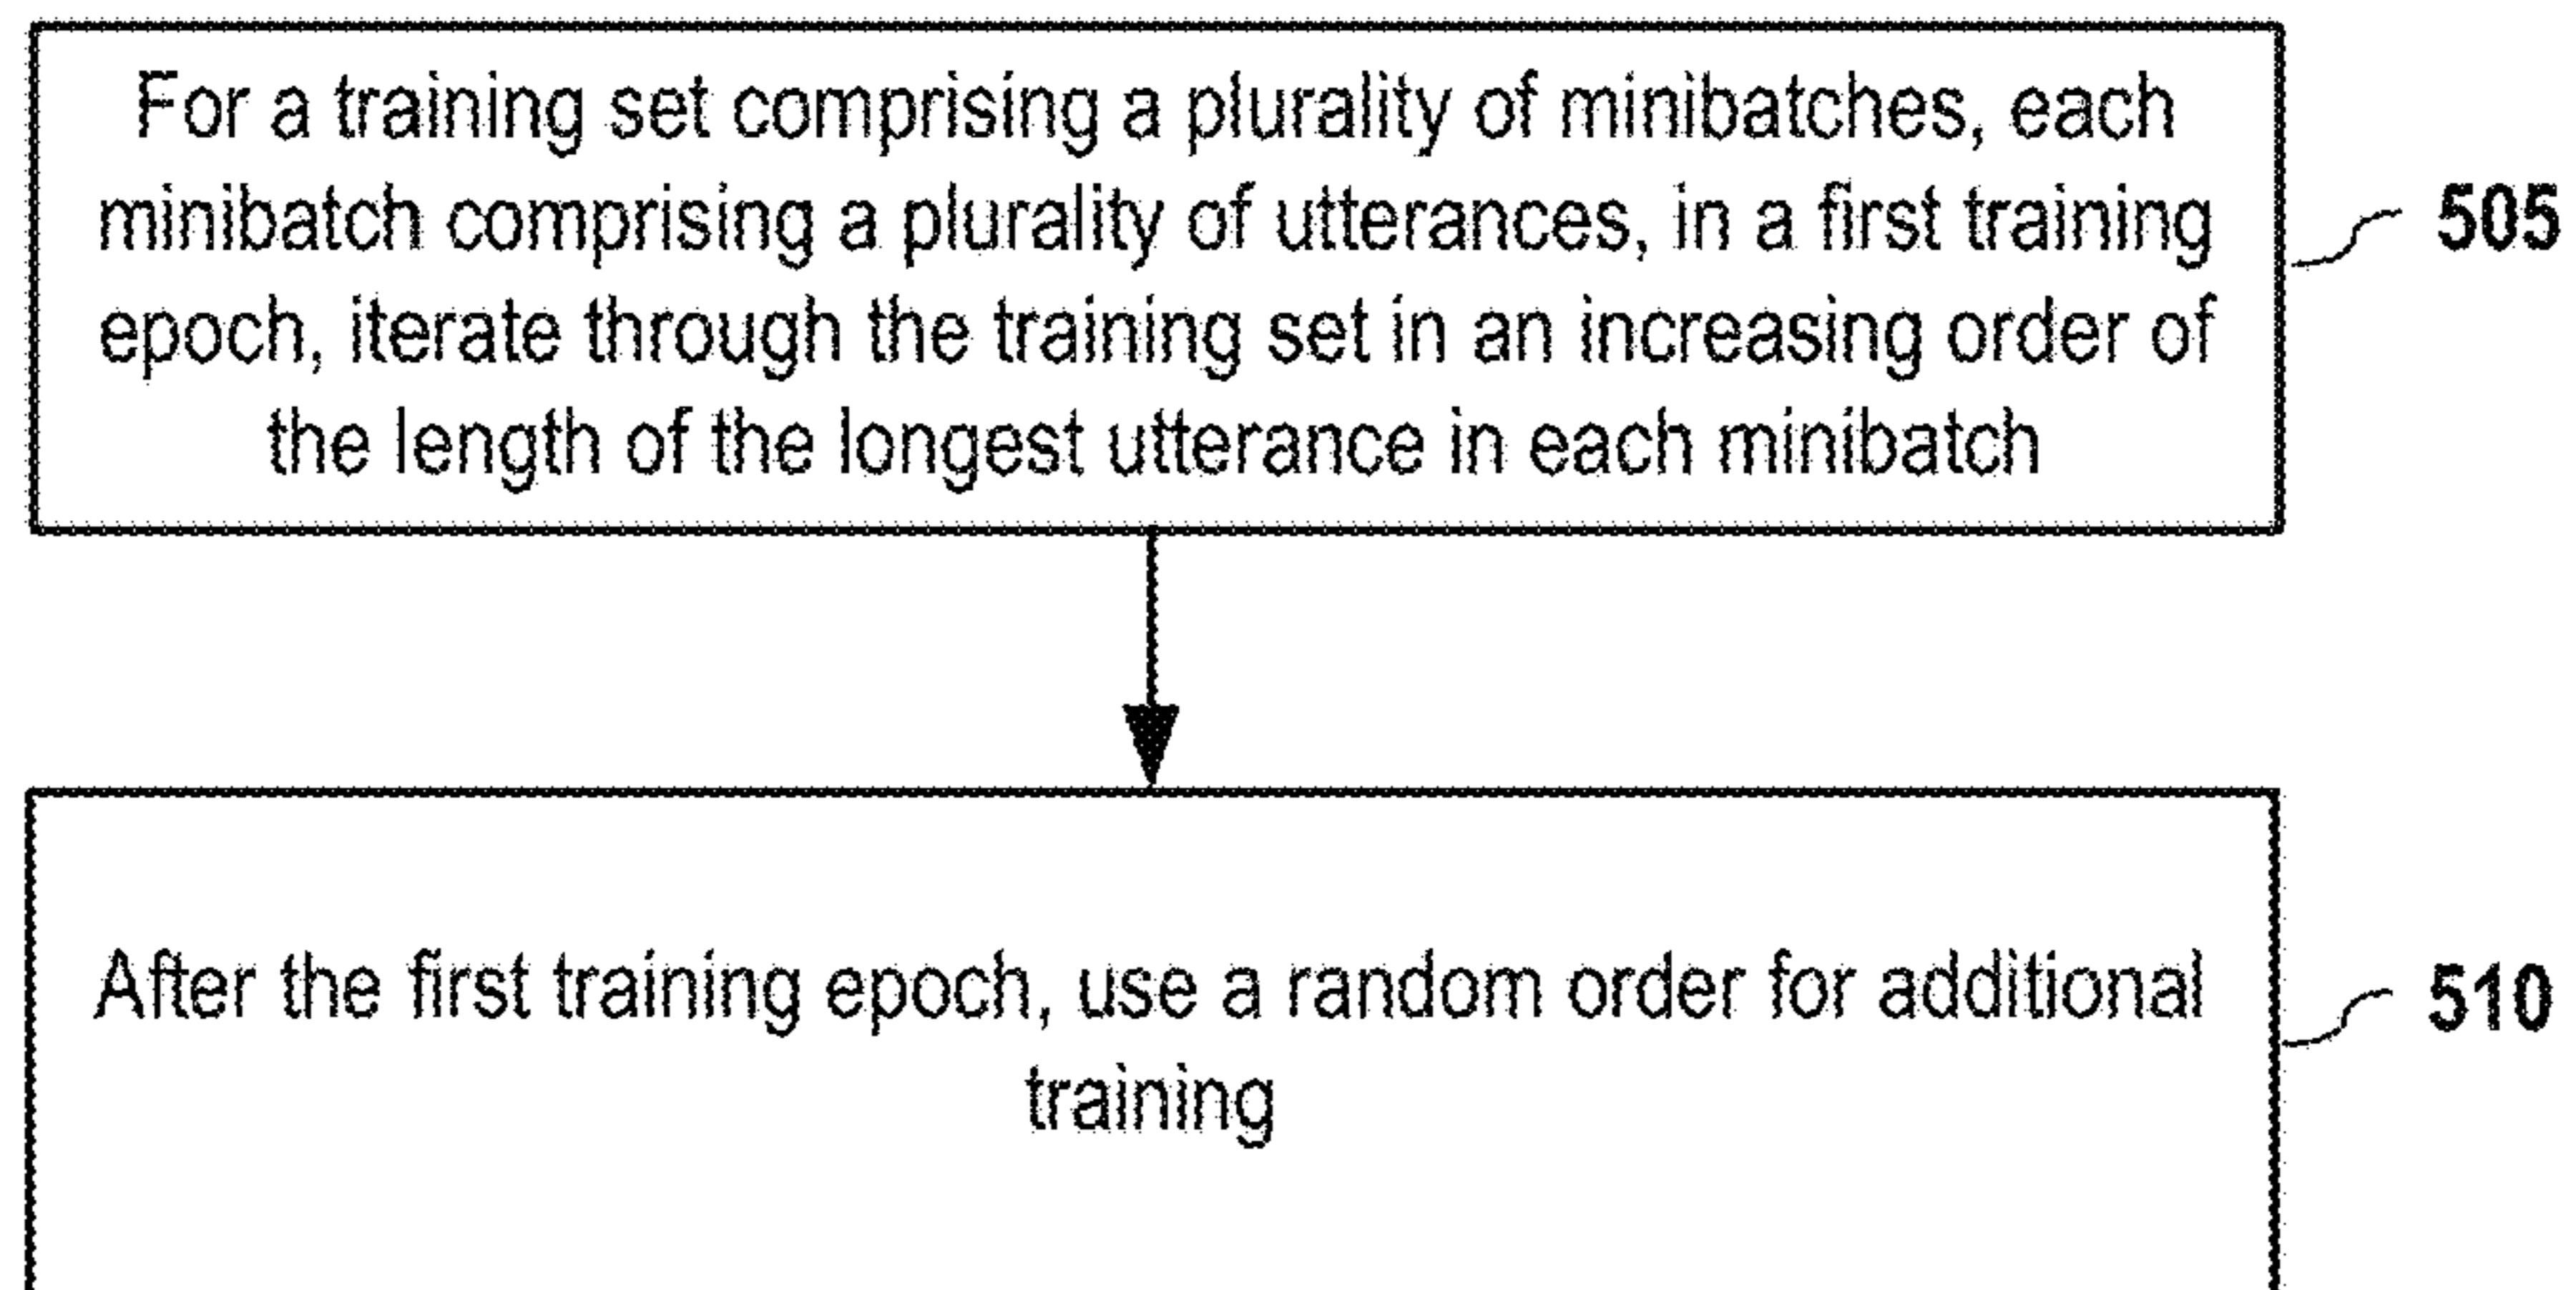 For a training set comprising a plurality of minibatches, each
minibatch comprising a plurality of utterances, in a first training
epoch, iterate through the training set in an increasing order of
the length of the longest utterance in each minibatch
505
After the first training epoch, use a random order for additional
training
510